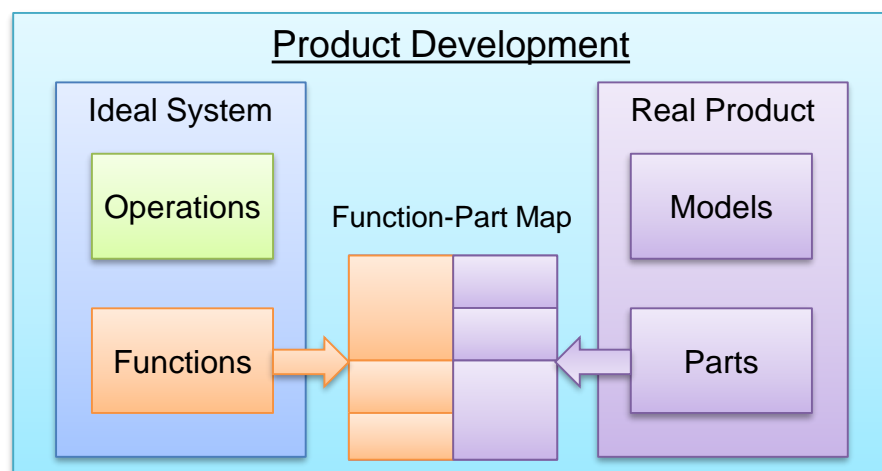 Product Development
Ideal System
Operations
Functions
Function-Part Map
Real Product
Models
Parts